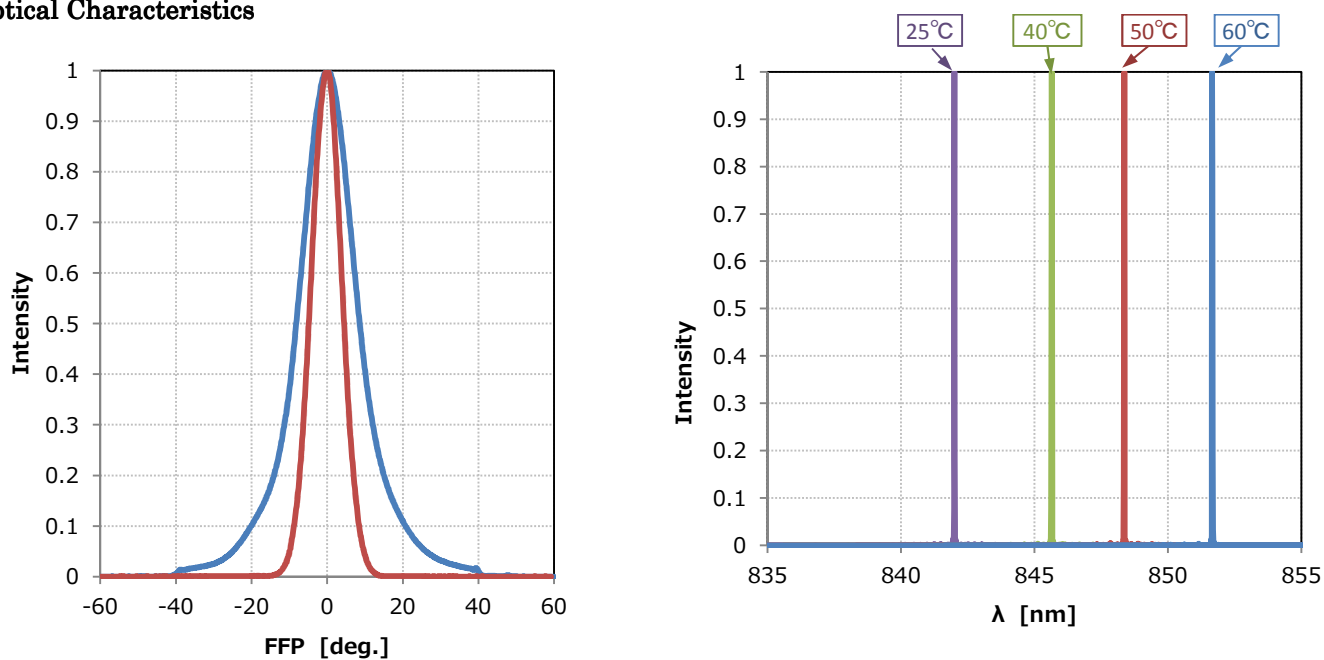 ptical Characteristics
1
0.9
0.8
0.7
0.6
0.5
0.4
0.3
0.2
0.1
0
Intensity
-60 -40 -20 0 20 40 60
FFP [deg.]
25℃ 40℃ 50℃ 60℃
1
0.9
0.8
0.7
0.6
0.5
0.4
0.3
0.2
0.1
0
Intensity
835 840 845 850 855
λ [nm]